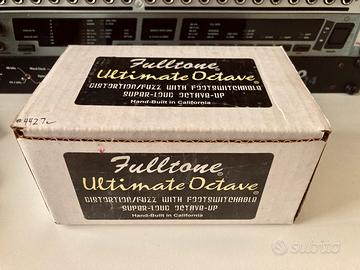 Fulltone
Ultimate Octave
DISTORTION/FUZZ WITH FOOTSWITCHABLE
SUPER-LOUD OCTAVE-UP
Hand-Built in California
#4427
Fulltone®
Ultimate Octave®
DISTORTION/FUZZ WITH FOOTSWITCHABLE
SUPER-LOUD OCTAVE-UP
Hand-Built in California
subito